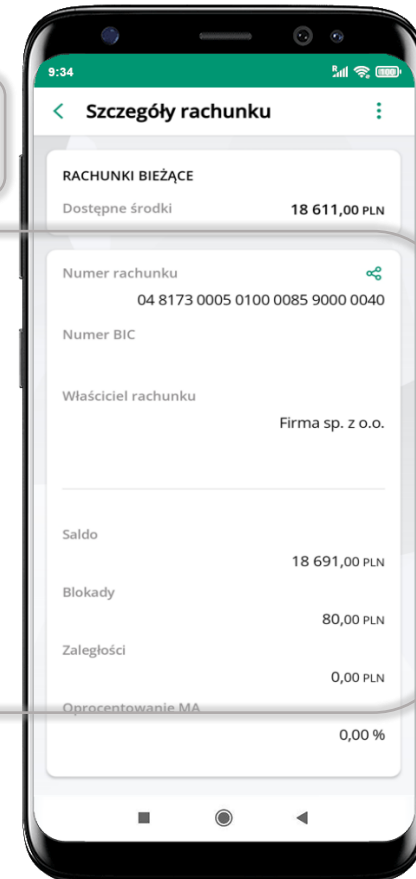 9:34
Szczegóły rachunku
RACHUNKI BIEŻĄCE
Dostępne środki 18 611,00 PLN
Numer rachunku
04 8173 0005 0100 0085 9000 0040
Numer BIC
Właściciel rachunku
Firma sp. z o.o.
Saldo
18 691,00 PLN
Blokady
80,00 PLN
Zaległości
0,00 PLN
Oprocentowanie MA
0,00 %